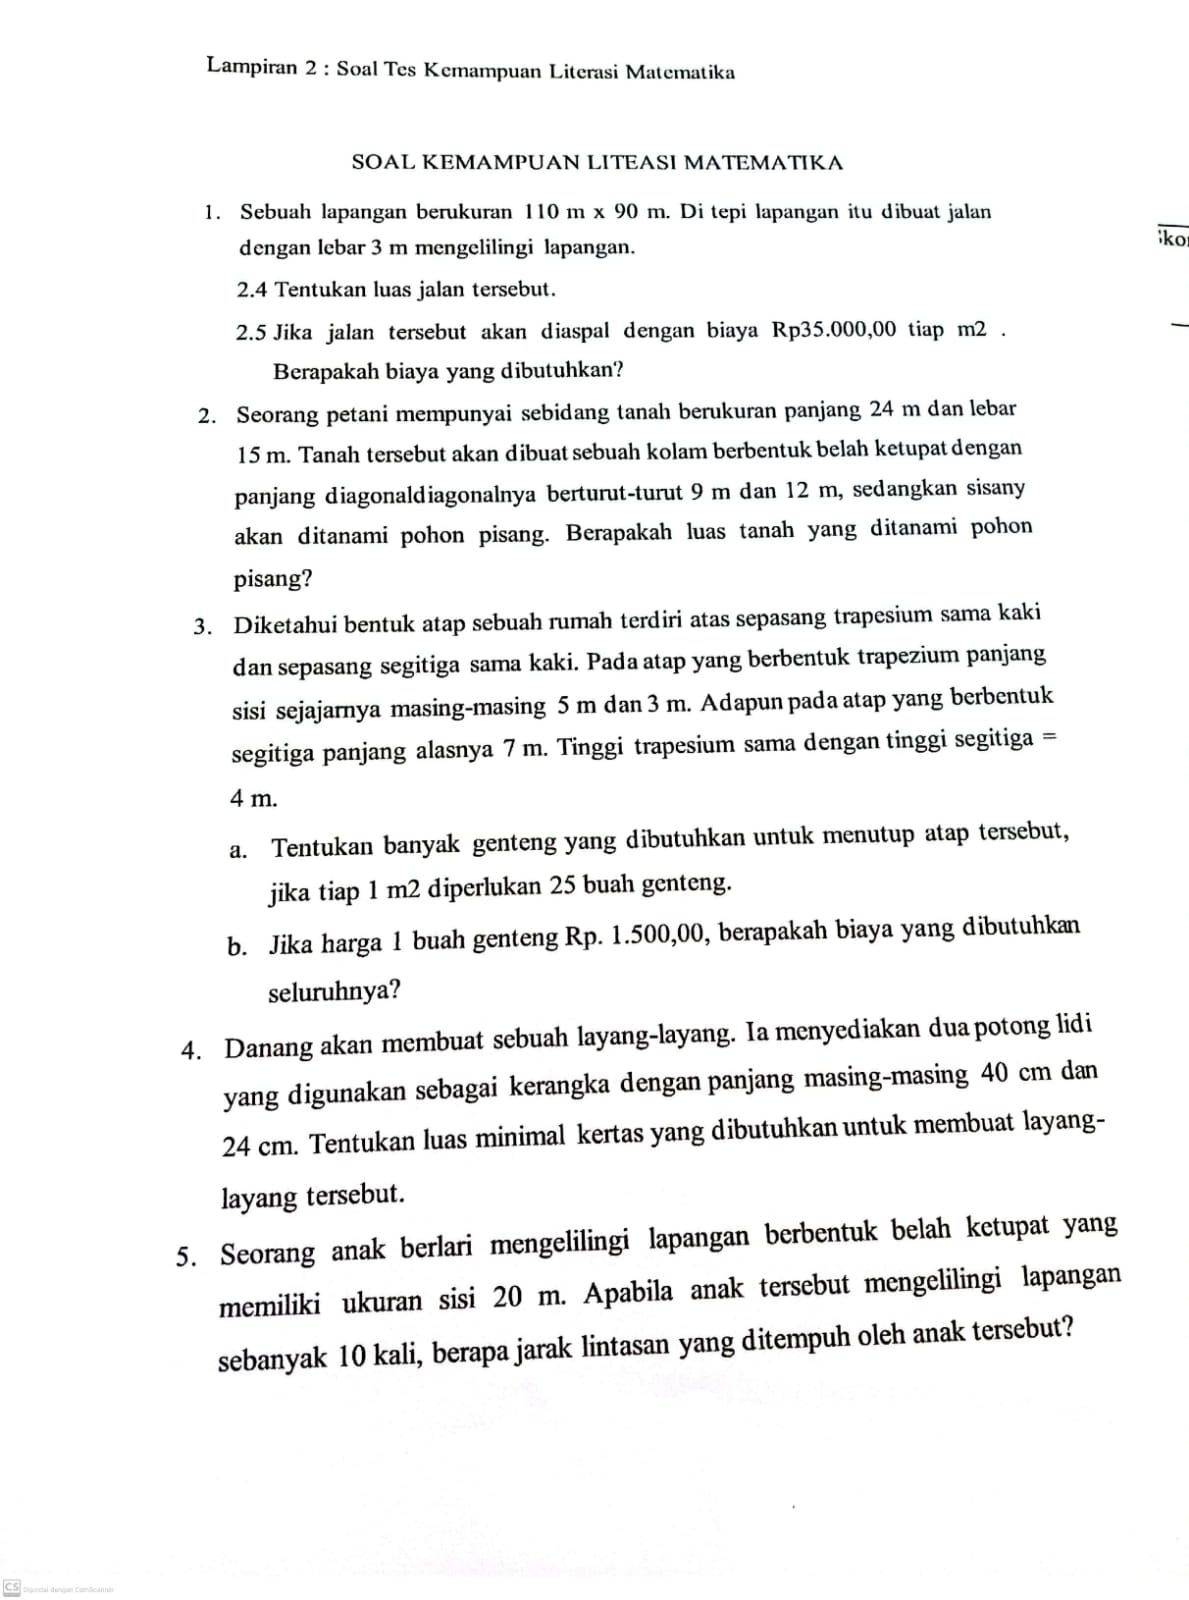 Lampiran 2 : Soal Tes Kemampuan Literasi Matematika
SOAL KEMAMPUAN LITEASI MATEMATIKA
1. Sebuah lapangan berukuran 110 m x 90 m. Di tepi lapangan itu dibuat jalan
dengan lebar 3 m mengelilingi lapangan.
2.4 Tentukan luas jalan tersebut.
2.5 Jika jalan tersebut akan diaspal dengan biaya Rp35.000,00 tiap m2 .
Berapakah biaya yang dibutuhkan?
2. Seorang petani mempunyai sebidang tanah berukuran panjang 24 m dan lebar
15 m. Tanah tersebut akan dibuat sebuah kolam berbentuk belah ketupat dengan
panjang diagonaldiagonalnya berturut-turut 9 m dan 12 m, sedangkan sisany
akan ditanami pohon pisang. Berapakah luas tanah yang ditanami pohon
pisang?
3. Diketahui bentuk atap sebuah rumah terdiri atas sepasang trapesium sama kaki
dan sepasang segitiga sama kaki. Pada atap yang berbentuk trapezium panjang
sisi sejajarnya masing-masing 5 m dan 3 m. Adapun pada atap yang berbentuk
segitiga panjang alasnya 7 m. Tinggi trapesium sama dengan tinggi segitiga =
4 m.
a. Tentukan banyak genteng yang dibutuhkan untuk menutup atap tersebut,
jika tiap 1 m2 diperlukan 25 buah genteng.
b. Jika harga 1 buah genteng Rp. 1.500,00, berapakah biaya yang dibutuhkan
seluruhnya?
4. Danang akan membuat sebuah layang-layang. Ia menyediakan dua potong lidi
yang digunakan sebagai kerangka dengan panjang masing-masing 40 cm dan
24 cm. Tentukan luas minimal kertas yang dibutuhkan untuk membuat layang-
layang tersebut.
5. Seorang anak berlari mengelilingi lapangan berbentuk belah ketupat yang
memiliki ukuran sisi 20 m. Apabila anak tersebut mengelilingi lapangan
sebanyak 10 kali, berapa jarak lintasan yang ditempuh oleh anak tersebut?
CS Dipindai dengan CamScanner